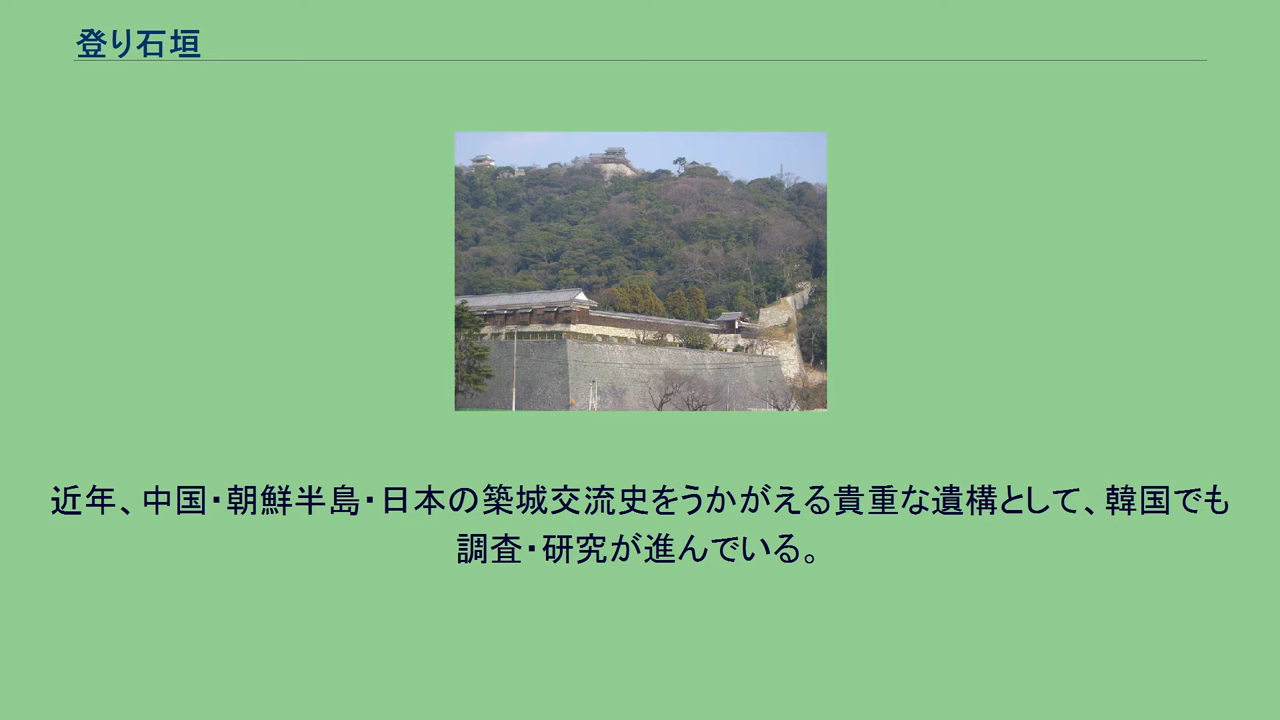 登り石垣
近年、中国・朝鮮半島・日本の築城交流史をうかがえる貴重な遺構として、韓国でも
調査・研究が進んでいる。